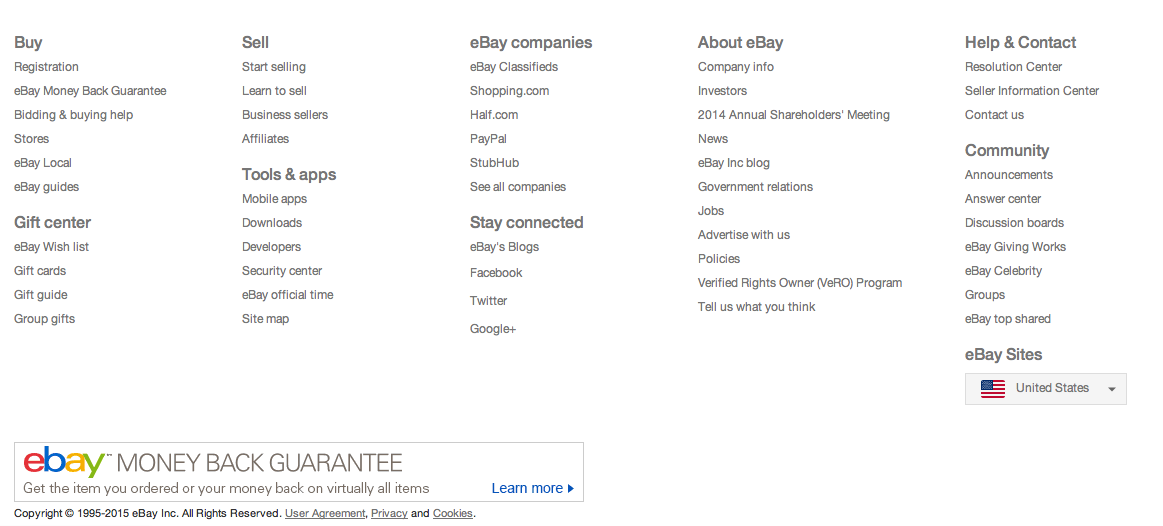 Buy
Registration
eBay Money Back Guarantee
Bidding & buying help
Stores
eBay Local
eBay guides
Gift center
eBay Wish list
Gift cards
Gift guide
Group gifts
Sell
Start selling
Learn to sell
Business sellers
Affiliates
Tools & apps
Mobile apps
Downloads
Developers
Security center
eBay official time
Site map
eBay companies
eBay Classifieds
Shopping.com
Half.com
PayPal
StubHub
See all companies
Stay connected
eBay's Blogs
Facebook
Twitter
Google+
About eBay
Company info
Investors
2014 Annual Shareholders' Meeting
News
eBay Inc blog
Government relations
Jobs
Advertise with us
Policies
Verified Rights Owner (VeRO) Program
Tell us what you think
Help & Contact
Resolution Center
Seller Information Center
Contact us
Community
Announcements
Answer center
Discussion boards
eBay Giving Works
eBay Celebrity
Groups
eBay top shared
eBay Sites
United States
ebay™ MONEY BACK GUARANTEE
Get the item you ordered or your money back on virtually all items Learn more
Copyright © 1995-2015 eBay Inc. All Rights Reserved. User Agreement, Privacy and Cookies.